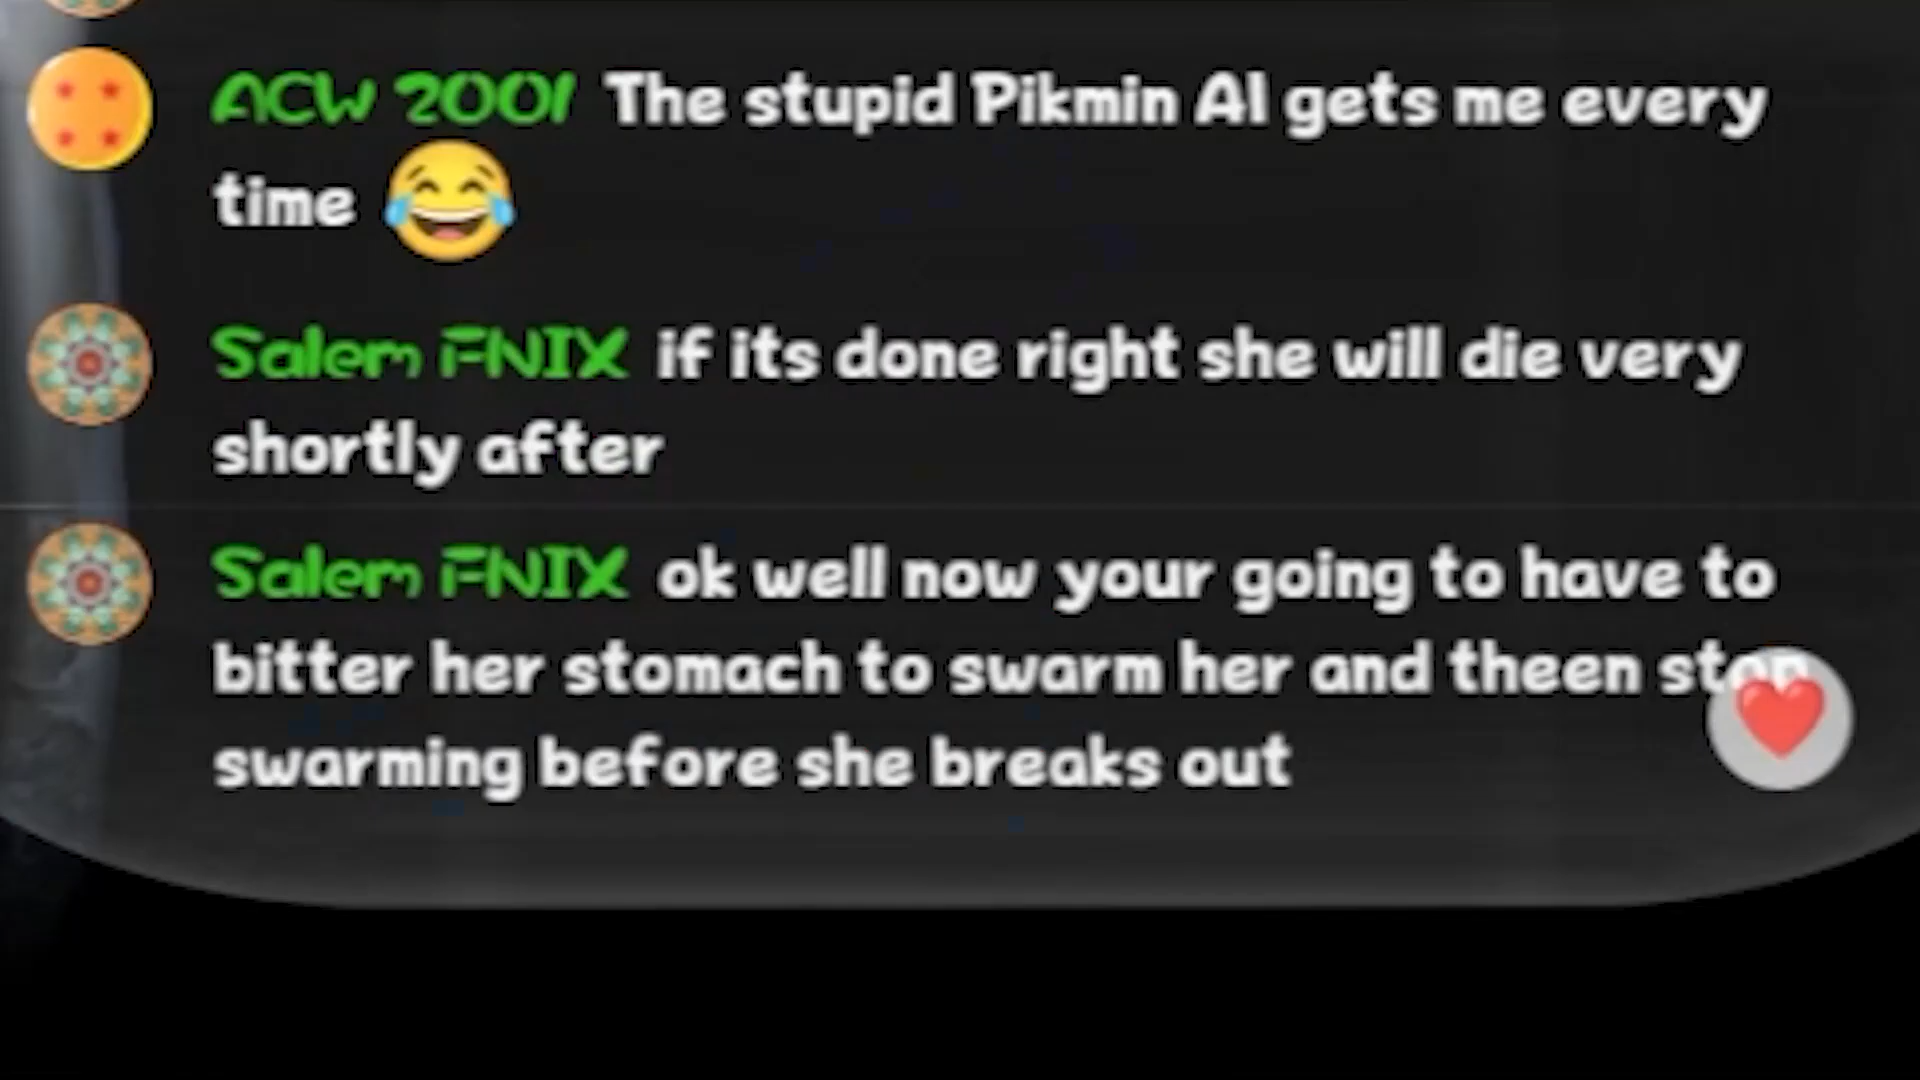 ACW 2001 The stupid Pikmin AI gets me every
time 😂
Salem FNIX if its done right she will die very
shortly after
Salem FNIX ok well now your going to have to
bitter her stomach to swarm her and theen stop
swarming before she breaks out